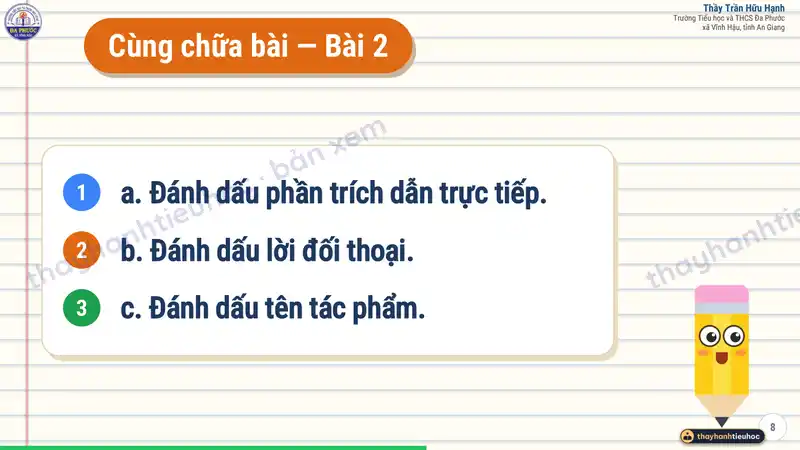 Thầy Trần Hữu Hạnh
Trường Tiểu học và THCS Đa Phước
xã Vĩnh Hậu, tỉnh An Giang
ĐA PHƯỚC
Cùng chữa bài – Bài 2
1 a. Đánh dấu phần trích dẫn trực tiếp.
2 b. Đánh dấu lời đối thoại.
3 c. Đánh dấu tên tác phẩm.
thayhanhtieuhoc
8